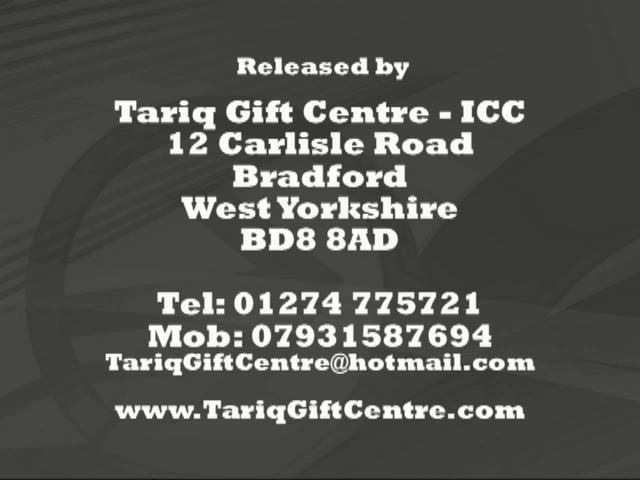 Released by
Tariq Gift Centre - ICC
12 Carlisle Road
Bradford
West Yorkshire
BD8 8AD
Tel: 01274 775721
Mob: 07931587694
TariqGiftCentre@hotmail.com
www.TariqGiftCentre.com